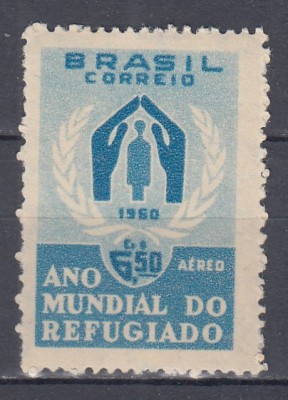 BRASIL
CORREIO
1960
Cr$
6,50
AÉREO
ANO
MUNDIAL DO
REFUGIADO